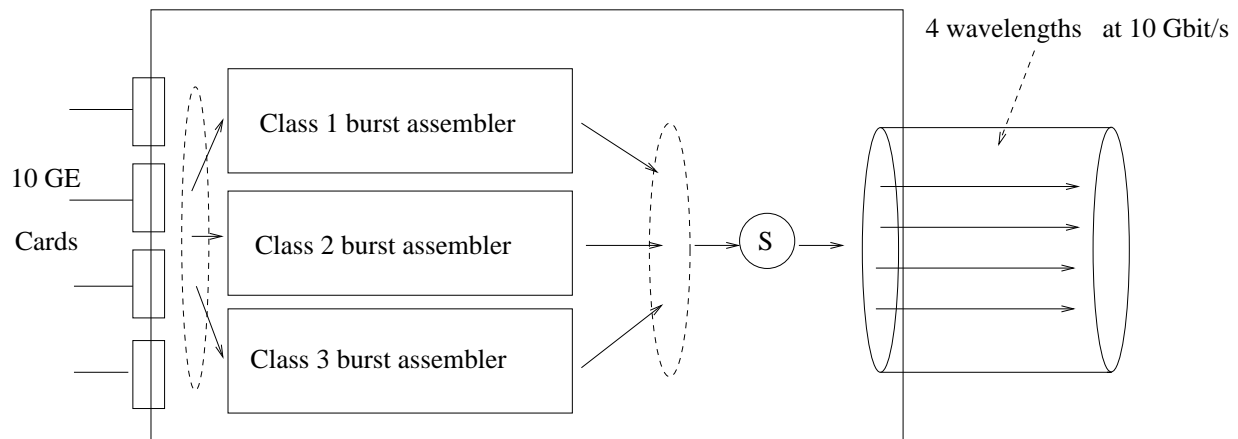 4 wavelengths at 10 Gbit/s
Class 1 burst assembler
10 GE
Cards
Class 2 burst assembler
S
Class 3 burst assembler